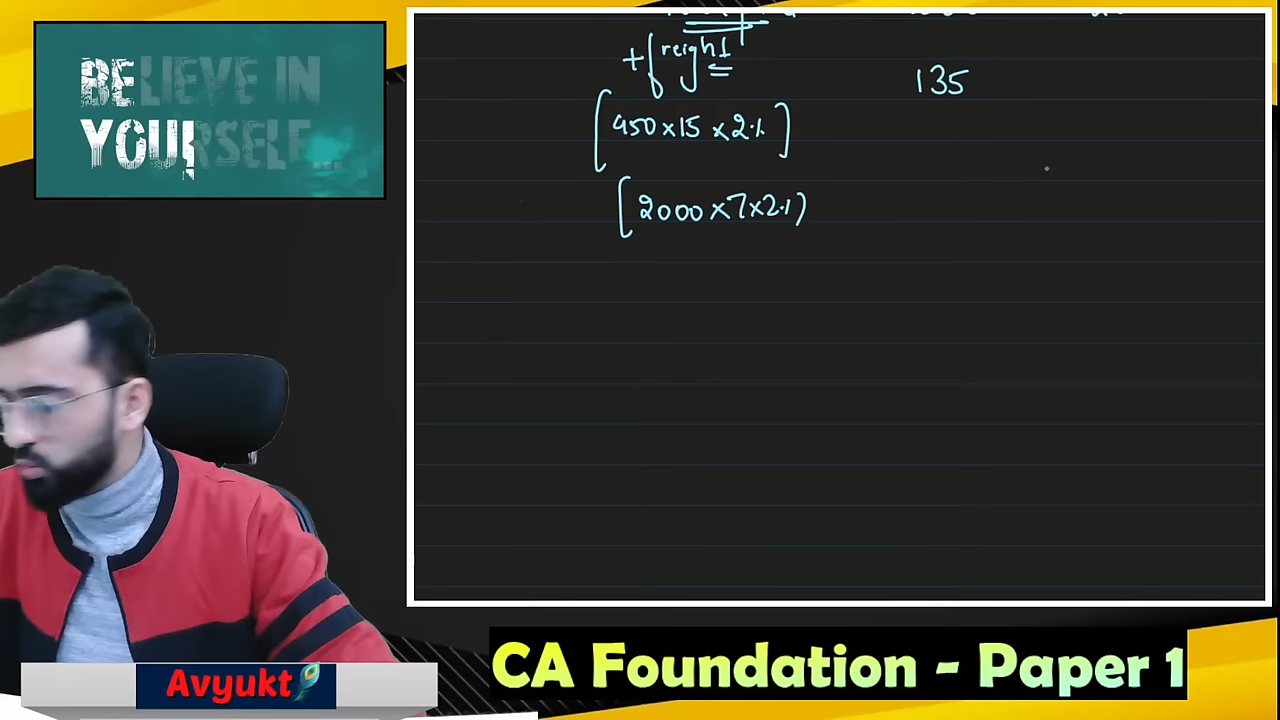 BELIEVE IN
YOURSELF...
+freight
135
[450×15×2%]
[2000×7×2%)
Avyukt
CA Foundation - Paper 1